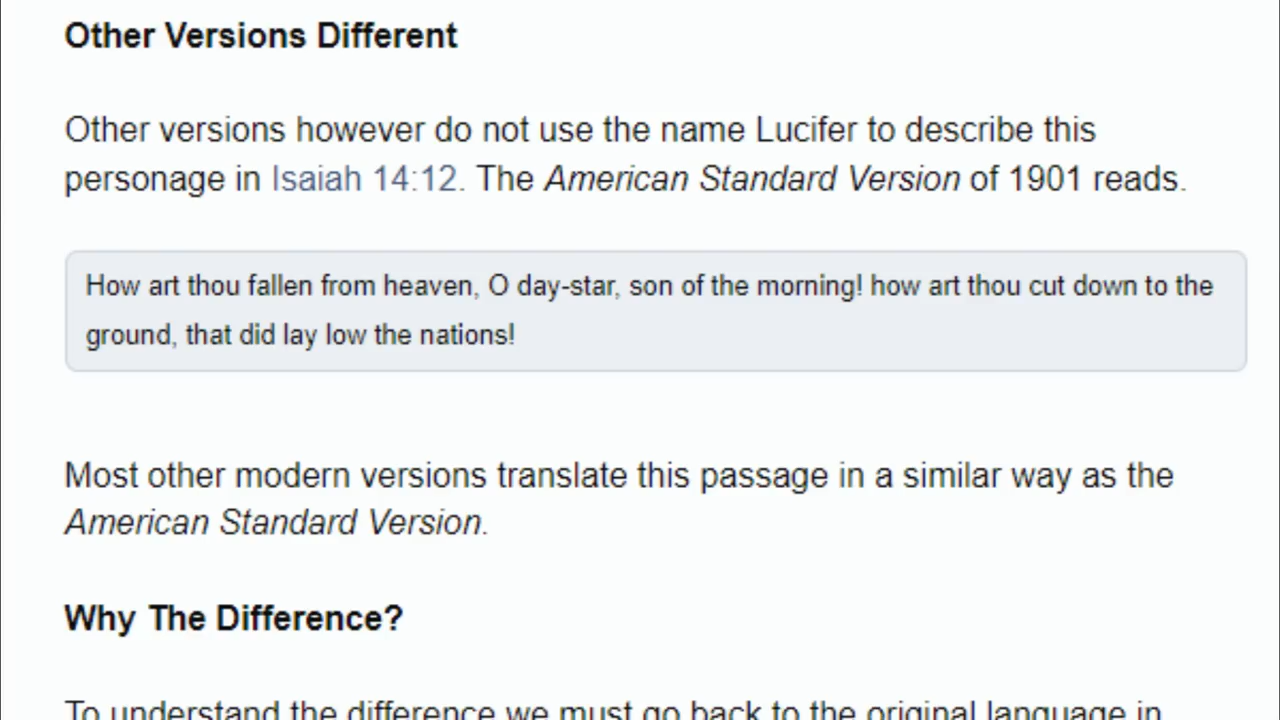 Other Versions Different
Other versions however do not use the name Lucifer to describe this
personage in Isaiah 14:12. The American Standard Version of 1901 reads.
How art thou fallen from heaven, O day-star, son of the morning! how art thou cut down to the
ground, that did lay low the nations!
Most other modern versions translate this passage in a similar way as the
American Standard Version.
Why The Difference?
To understand the difference we must go back to the original language in